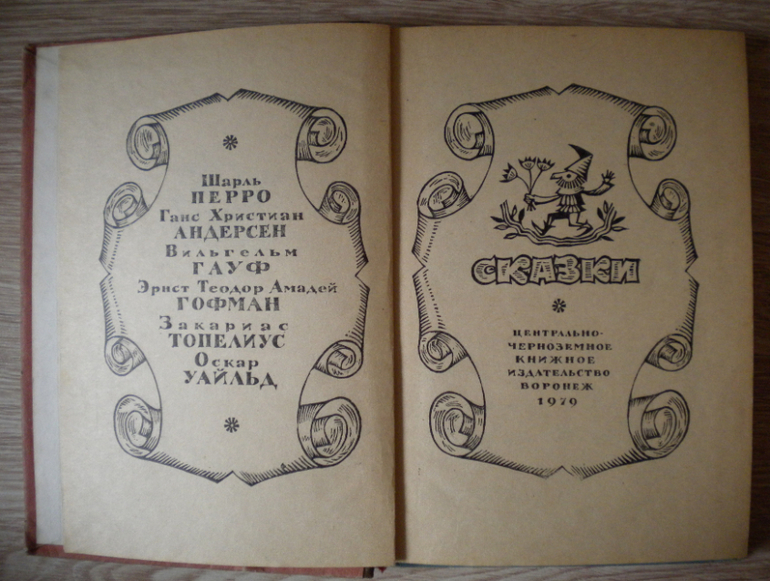 Шарль
ПЕРРО
Ганс Христиан
АНДЕРСЕН
Вильгельм
ГАУФ
Эрнст Теодор Амадей
ГОФМАН
Закариас
ТОПЕЛИУС
Оскар
УАЙЛЬД
СКАЗКИ
ЦЕНТРАЛЬНО-
ЧЕРНОЗЕМНОЕ
КНИЖНОЕ
ИЗДАТЕЛЬСТВО
ВОРОНЕЖ
1979